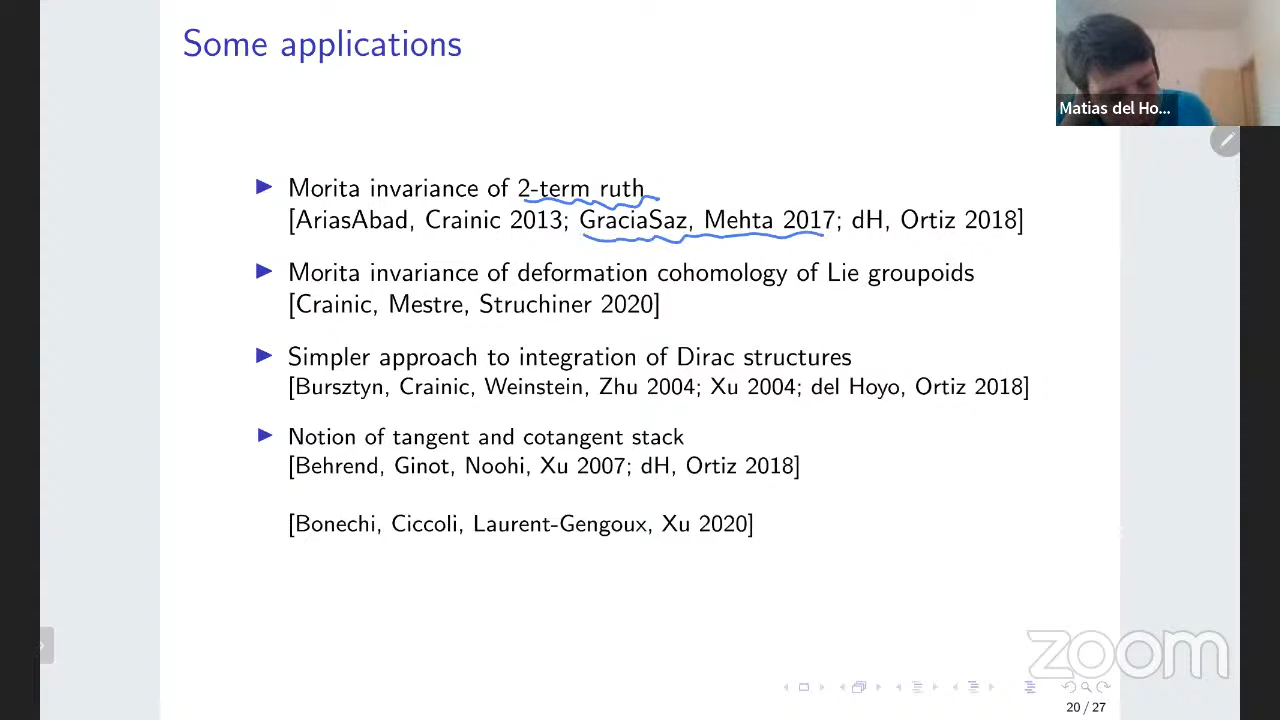 Some applications
Matias del Ho...
▶ Morita invariance of 2-term ruth
[AriasAbad, Crainic 2013; GraciaSaz, Mehta 2017; dH, Ortiz 2018]
▶ Morita invariance of deformation cohomology of Lie groupoids
[Crainic, Mestre, Struchiner 2020]
▶ Simpler approach to integration of Dirac structures
[Bursztyn, Crainic, Weinstein, Zhu 2004; Xu 2004; del Hoyo, Ortiz 2018]
▶ Notion of tangent and cotangent stack
[Behrend, Ginot, Noohi, Xu 2007; dH, Ortiz 2018]
[Bonechi, Ciccoli, Laurent-Gengoux, Xu 2020]
zoom
20 / 27